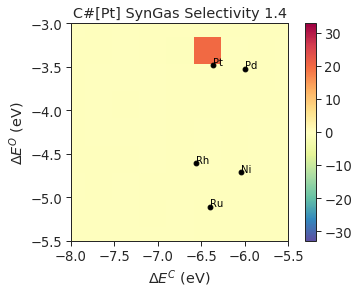 C#[Pt] SynGas Selectivity 1.4
−3.0
−3.5
−4.0
−4.5
−5.0
−5.5
ΔE^O (eV)
Pt
Pd
Rh
Ni
Ru
−8.0 −7.5 −7.0 −6.5 −6.0 −5.5
ΔE^C (eV)
30
20
10
0
−10
−20
−30